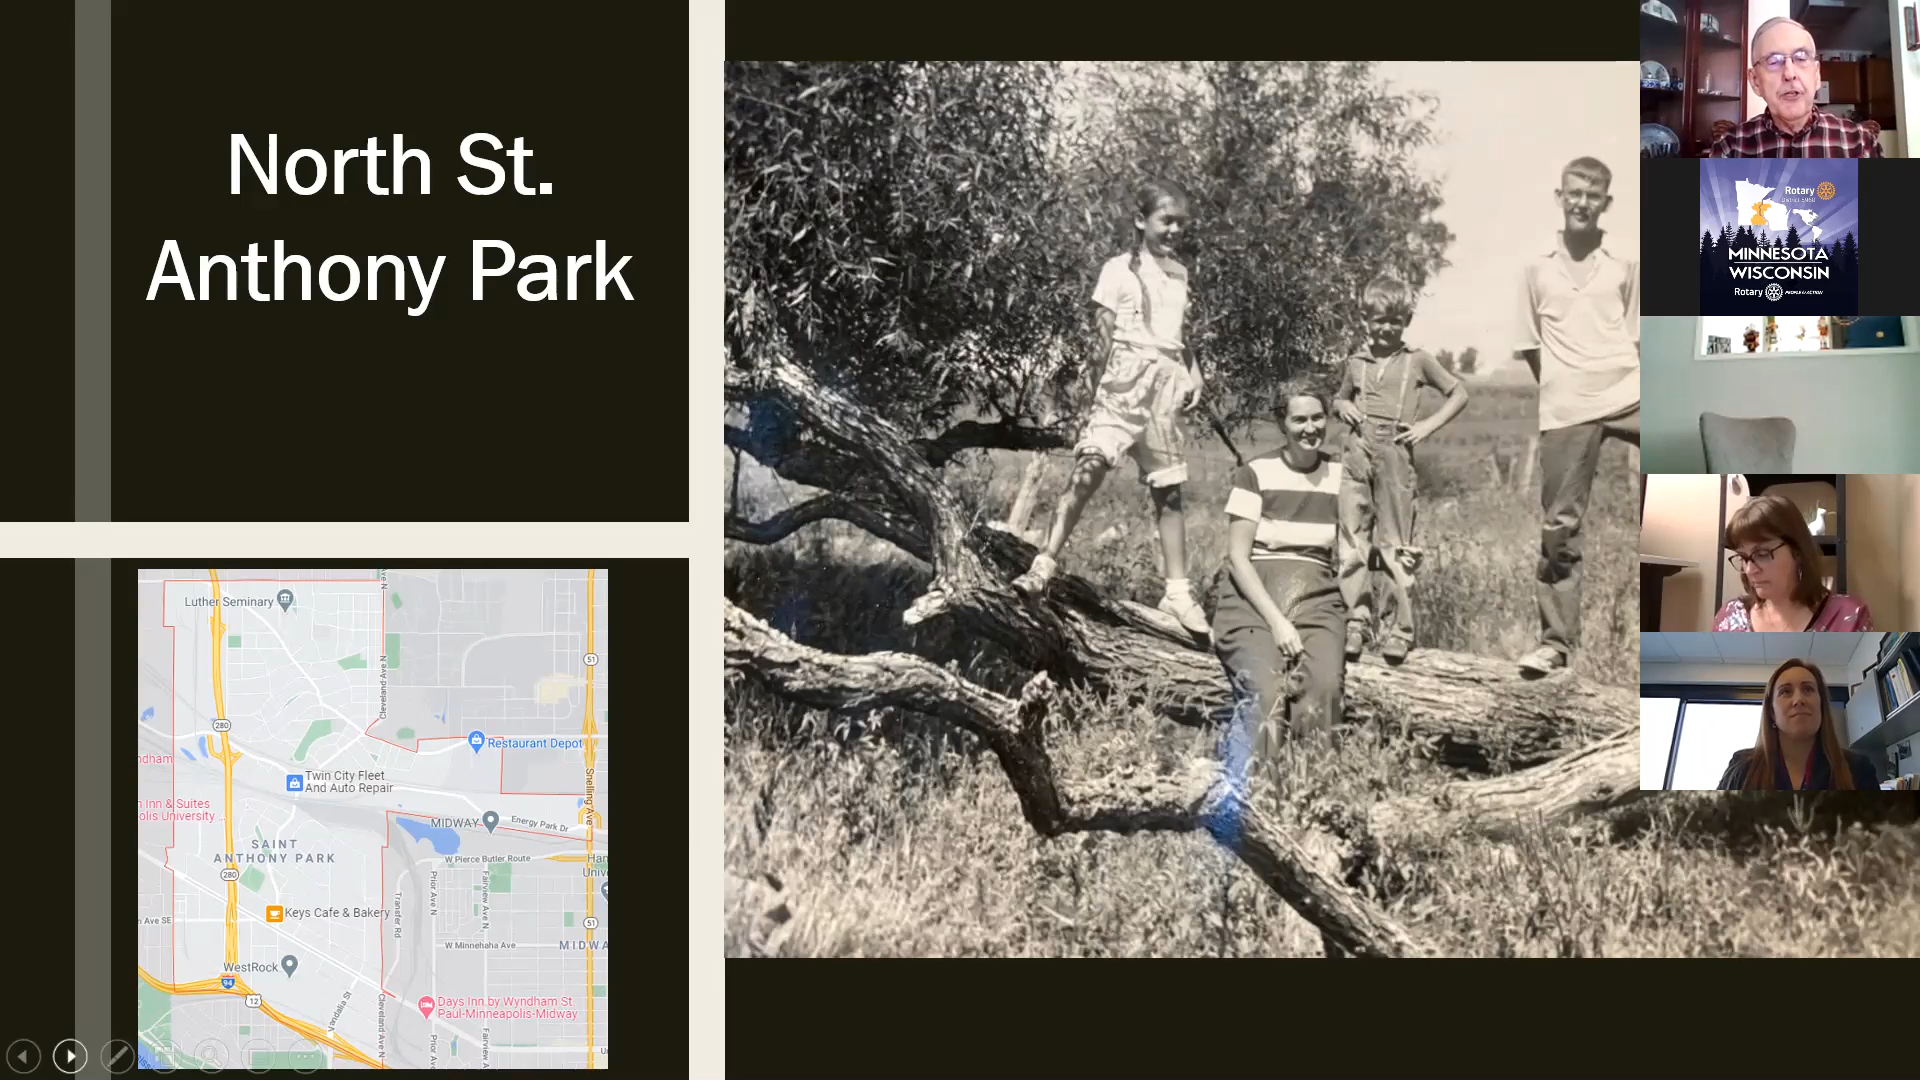 North St.
Anthony Park
Luther Seminary
Cleveland Ave N
51
280
Restaurant Depot
Twin City Fleet
And Auto Repair
Snelling Ave
Inn & Suites
MIDWAY
Energy Park Dr
SAINT
ANTHONY PARK
W Pierce Butler Route
280
Prior Ave N
Fairview Ave N
Keys Cafe & Bakery
Transfer Rd
Ave SE
51
W Minnehaha Ave
WestRock
94
12
Vandalia St
Cleveland Ave N
Days Inn by Wyndham St.
Paul-Minneapolis-Midway
Rotary
MINNESOTA
WISCONSIN
Rotary
PEOPLE of ACTION